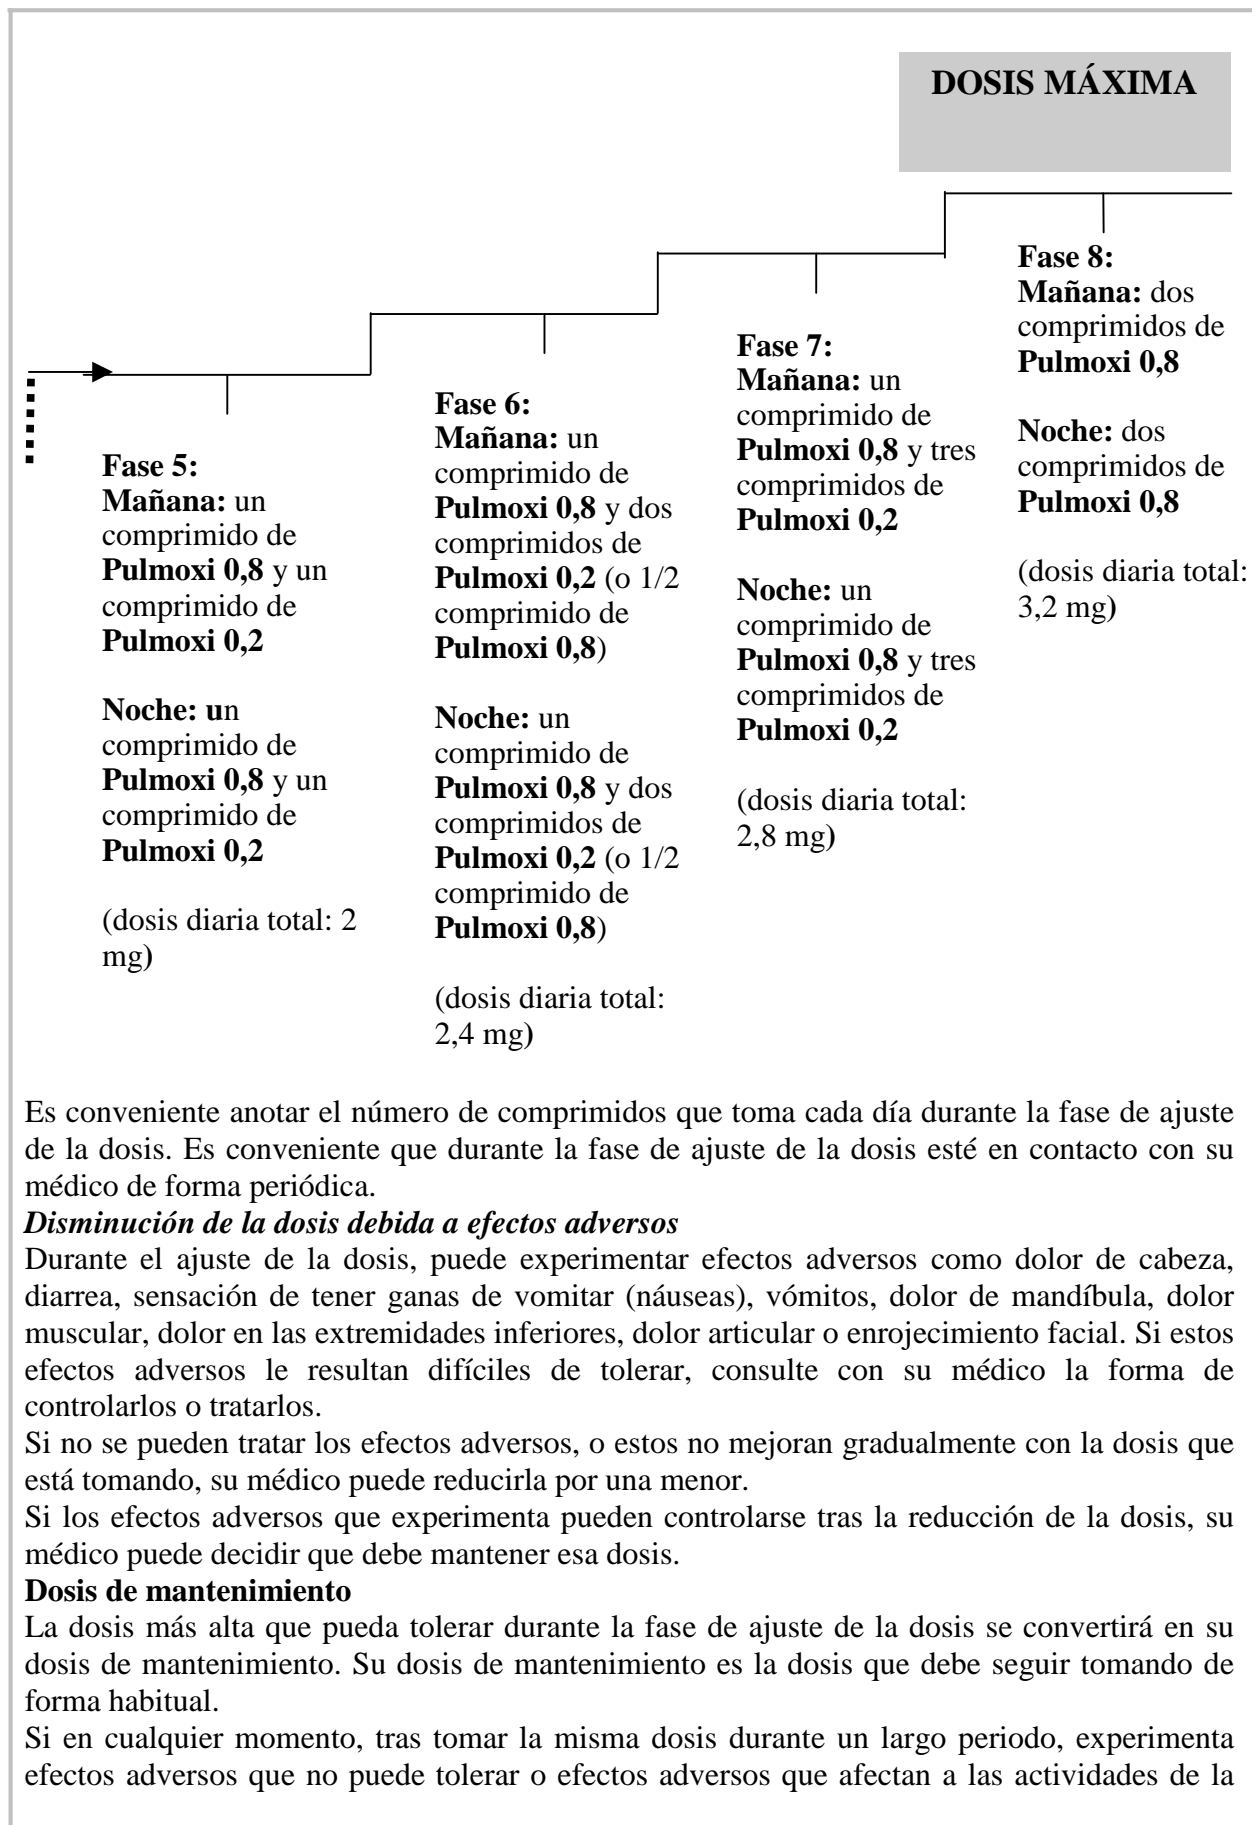 DOSIS MÁXIMA
Fase 5:
Mañana: un
comprimido de
Pulmoxi 0,8 y un
comprimido de
Pulmoxi 0,2
Noche: un
comprimido de
Pulmoxi 0,8 y un
comprimido de
Pulmoxi 0,2
(dosis diaria total: 2
mg)
Fase 6:
Mañana: un
comprimido de
Pulmoxi 0,8 y dos
comprimidos de
Pulmoxi 0,2 (o 1/2
comprimido de
Pulmoxi 0,8)
Noche: un
comprimido de
Pulmoxi 0,8 y dos
comprimidos de
Pulmoxi 0,2 (o 1/2
comprimido de
Pulmoxi 0,8)
(dosis diaria total:
2,4 mg)
Fase 7:
Mañana: un
comprimido de
Pulmoxi 0,8 y tres
comprimidos de
Pulmoxi 0,2
Noche: un
comprimido de
Pulmoxi 0,8 y tres
comprimidos de
Pulmoxi 0,2
(dosis diaria total:
2,8 mg)
Fase 8:
Mañana: dos
comprimidos de
Pulmoxi 0,8
Noche: dos
comprimidos de
Pulmoxi 0,8
(dosis diaria total:
3,2 mg)
Es conveniente anotar el número de comprimidos que toma cada día durante la fase de ajuste
de la dosis. Es conveniente que durante la fase de ajuste de la dosis esté en contacto con su
médico de forma periódica.
Disminución de la dosis debida a efectos adversos
Durante el ajuste de la dosis, puede experimentar efectos adversos como dolor de cabeza,
diarrea, sensación de tener ganas de vomitar (náuseas), vómitos, dolor de mandíbula, dolor
muscular, dolor en las extremidades inferiores, dolor articular o enrojecimiento facial. Si estos
efectos adversos le resultan difíciles de tolerar, consulte con su médico la forma de
controlarlos o tratarlos.
Si no se pueden tratar los efectos adversos, o estos no mejoran gradualmente con la dosis que
está tomando, su médico puede reducirla por una menor.
Si los efectos adversos que experimenta pueden controlarse tras la reducción de la dosis, su
médico puede decidir que debe mantener esa dosis.
Dosis de mantenimiento
La dosis más alta que pueda tolerar durante la fase de ajuste de la dosis se convertirá en su
dosis de mantenimiento. Su dosis de mantenimiento es la dosis que debe seguir tomando de
forma habitual.
Si en cualquier momento, tras tomar la misma dosis durante un largo periodo, experimenta
efectos adversos que no puede tolerar o efectos adversos que afectan a las actividades de la